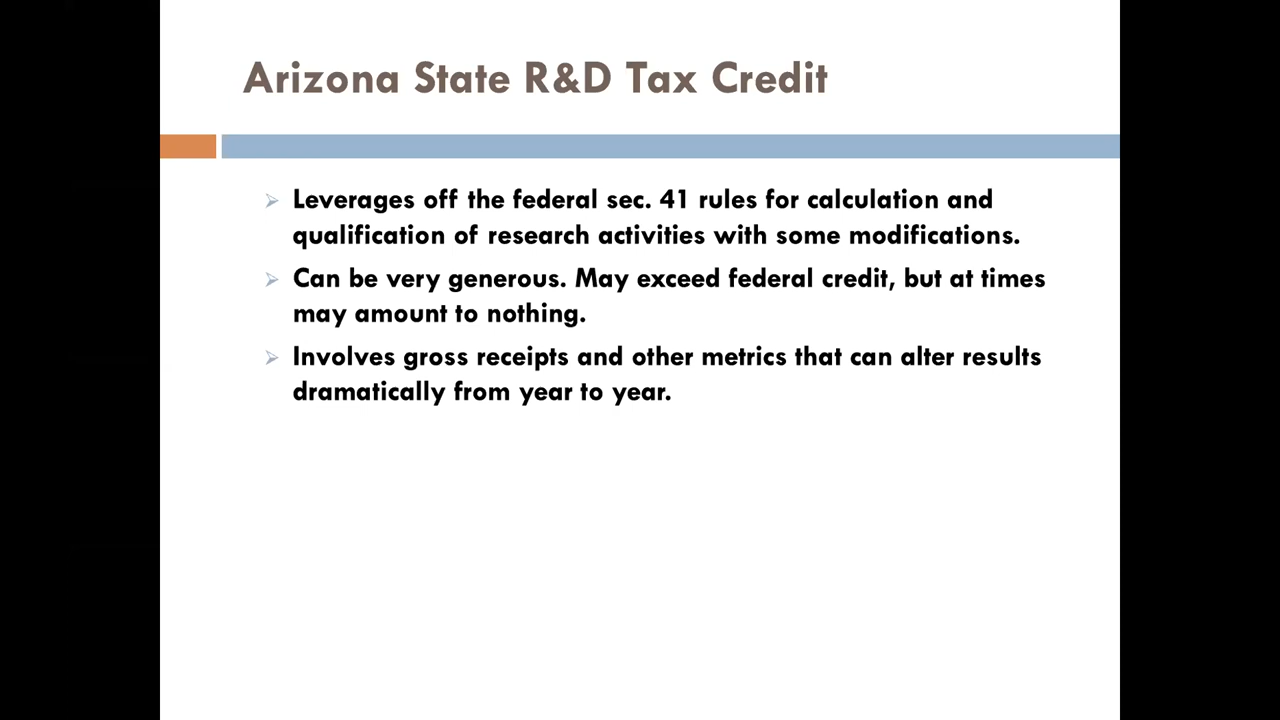 Arizona State R&D Tax Credit
Leverages off the federal sec. 41 rules for calculation and
qualification of research activities with some modifications.
Can be very generous. May exceed federal credit, but at times
may amount to nothing.
Involves gross receipts and other metrics that can alter results
dramatically from year to year.